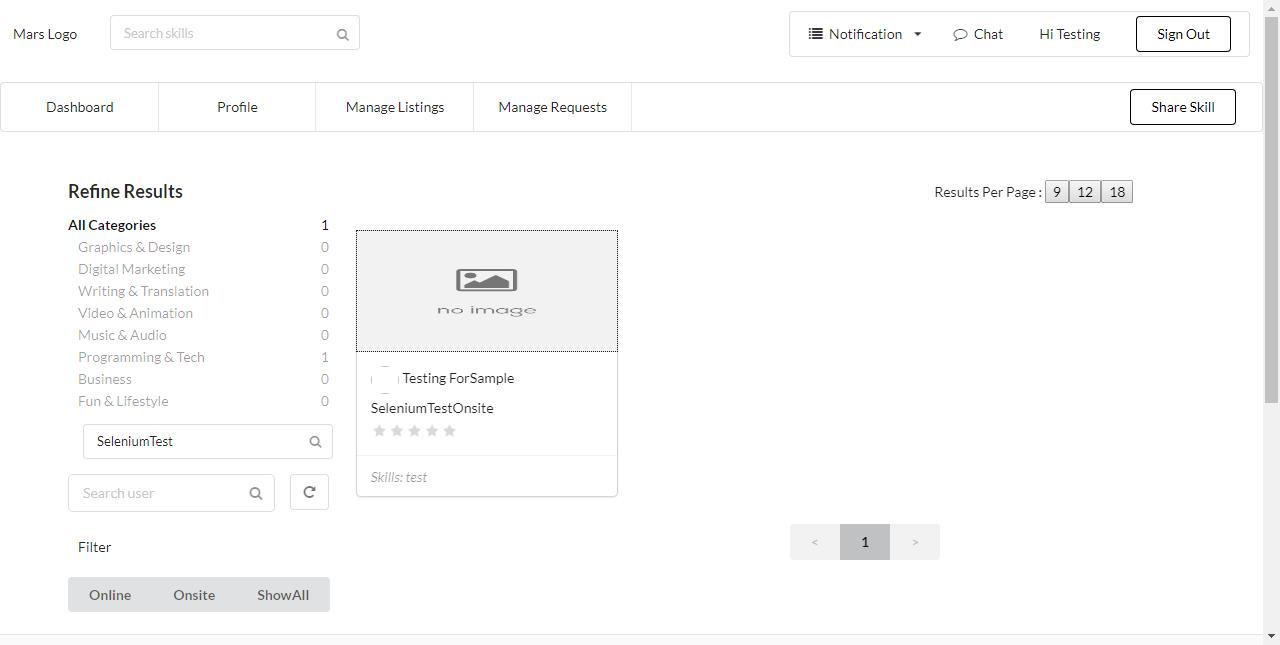 Mars Logo
Search skills
Notification
Chat
Hi Testing
Sign Out
Dashboard
Profile
Manage Listings
Manage Requests
Share Skill
Refine Results
Results Per Page : 9 12 18
All Categories 1
Graphics & Design 0
Digital Marketing 0
Writing & Translation 0
Video & Animation 0
Music & Audio 0
Programming & Tech 1
Business 0
Fun & Lifestyle 0
SeleniumTest
Search user
Filter
Online
Onsite
ShowAll
no image
Testing ForSample
SeleniumTestOnsite
Skills: test
< 1 >